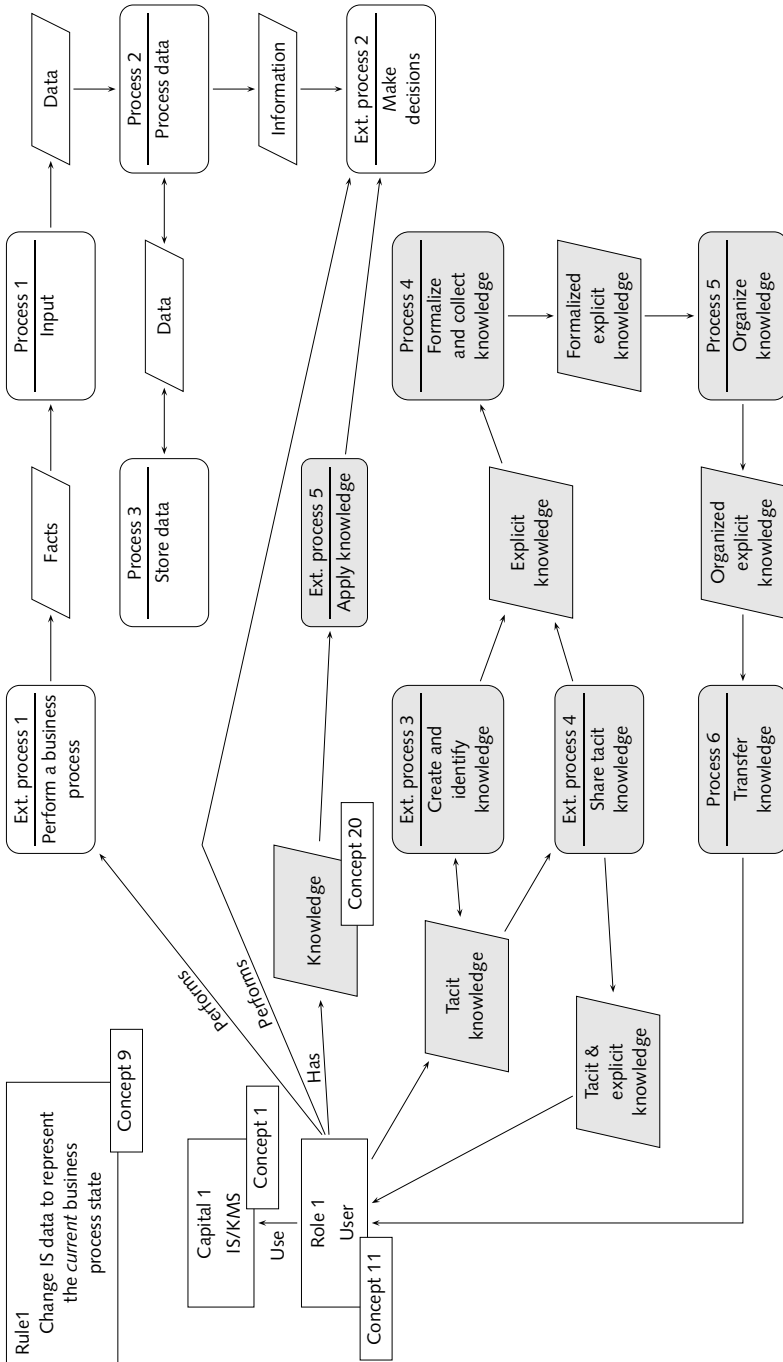 Rule1
Change IS data to represent
the current business
process state
Concept 9
Capital 1
IS/KMS
Concept 1
Use
Role 1
User
Concept 11
Performs
Performs
Has
Ext. process 1
Perform a business
process
Facts
Process 1
Input
Data
Process 2
Process data
Data
Process 3
Store data
Information
Ext. process 2
Make
decisions
Knowledge
Concept 20
Ext. process 5
Apply knowledge
Tacit
knowledge
Ext. process 3
Create and
identify
knowledge
Ext. process 4
Share tacit
knowledge
Tacit &
explicit
knowledge
Explicit
knowledge
Process 4
Formalize
and collect
knowledge
Formalized
explicit
knowledge
Process 5
Organize
knowledge
Organized
explicit
knowledge
Process 6
Transfer
knowledge